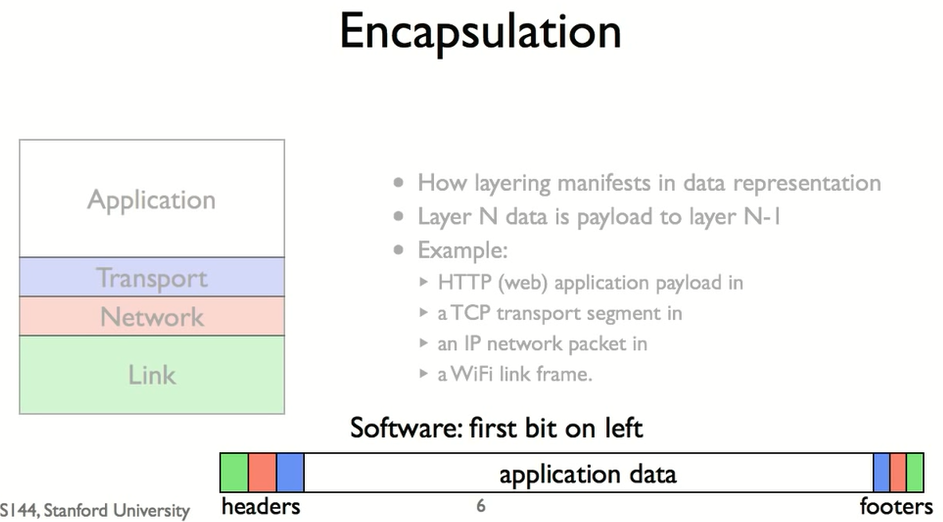 Encapsulation
Application
Transport
Network
Link
• How layering manifests in data representation
• Layer N data is payload to layer N-1
• Example:
‣ HTTP (web) application payload in
‣ a TCP transport segment in
‣ an IP network packet in
‣ a WiFi link frame.
Software: first bit on left
application data
headers
footers
S144, Stanford University
6